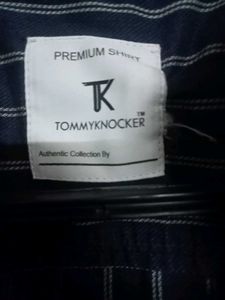 PREMIUM SHIRT
TK
TOMMYKNOCKER™
Authentic Collection By